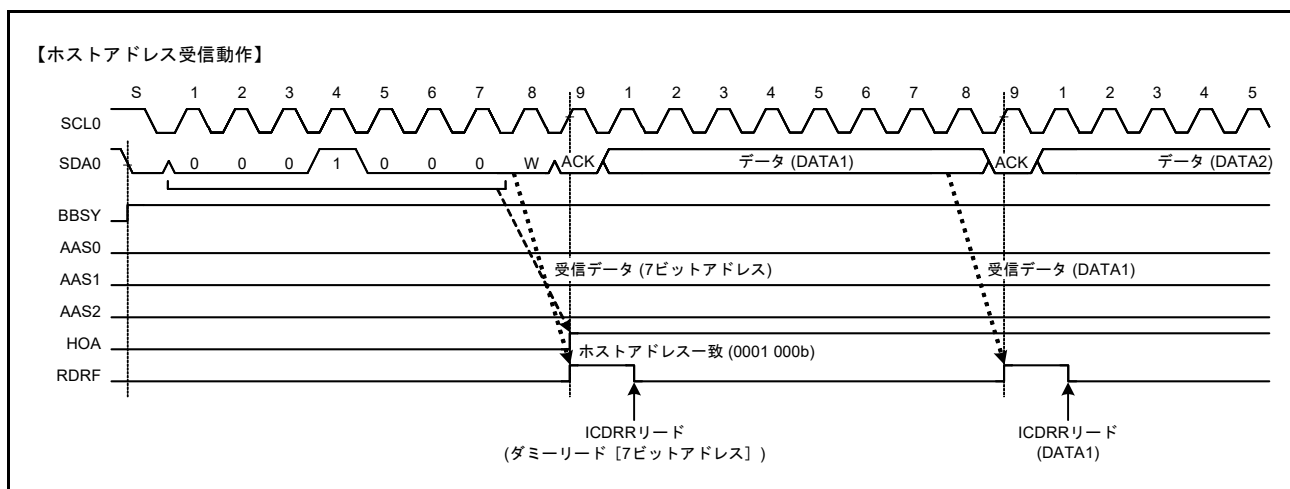 【ホストアドレス受信動作】
S 1 2 3 4 5 6 7 8 9 1 2 3 4 5 6 7 8 9 1 2 3 4 5
SCL0
SDA0 0 0 0 1 0 0 0 W ACK データ (DATA1) ACK データ (DATA2)
BBSY
AAS0
受信データ (7ビットアドレス) 受信データ (DATA1)
AAS1
AAS2
HOA
ホストアドレス一致 (0001 000b)
RDRF
ICDRRリード ICDRRリード
(ダミーリード [7ビットアドレス] ) (DATA1)